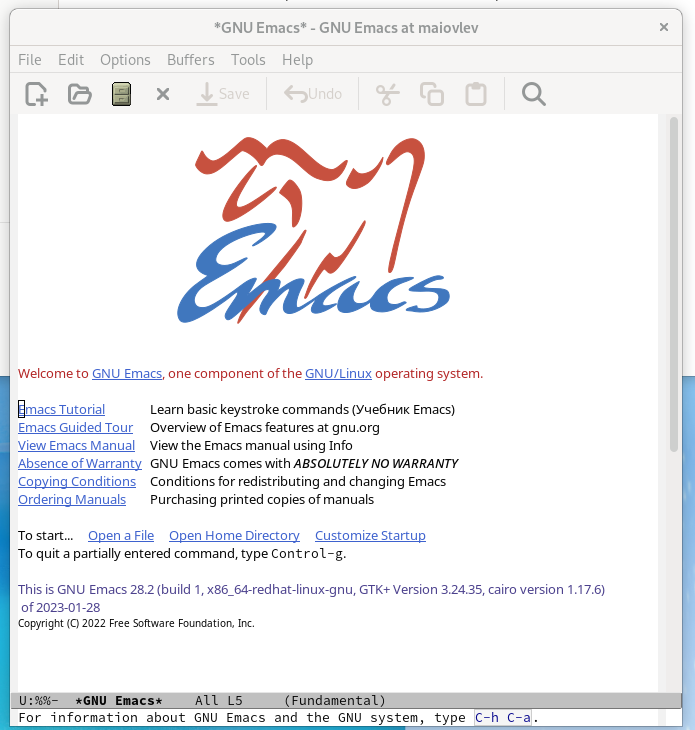 *GNU Emacs* - GNU Emacs at maiovlev
File Edit Options Buffers Tools Help
Save Undo
Emacs
Welcome to GNU Emacs, one component of the GNU/Linux operating system.
Emacs Tutorial Learn basic keystroke commands (Учебник Emacs)
Emacs Guided Tour Overview of Emacs features at gnu.org
View Emacs Manual View the Emacs manual using Info
Absence of Warranty GNU Emacs comes with ABSOLUTELY NO WARRANTY
Copying Conditions Conditions for redistributing and changing Emacs
Ordering Manuals Purchasing printed copies of manuals
To start... Open a File Open Home Directory Customize Startup
To quit a partially entered command, type Control-g.
This is GNU Emacs 28.2 (build 1, x86_64-redhat-linux-gnu, GTK+ Version 3.24.35, cairo version 1.17.6)
of 2023-01-28
Copyright (C) 2022 Free Software Foundation, Inc.
U:%%- *GNU Emacs* All L5 (Fundamental)
For information about GNU Emacs and the GNU system, type C-h C-a.